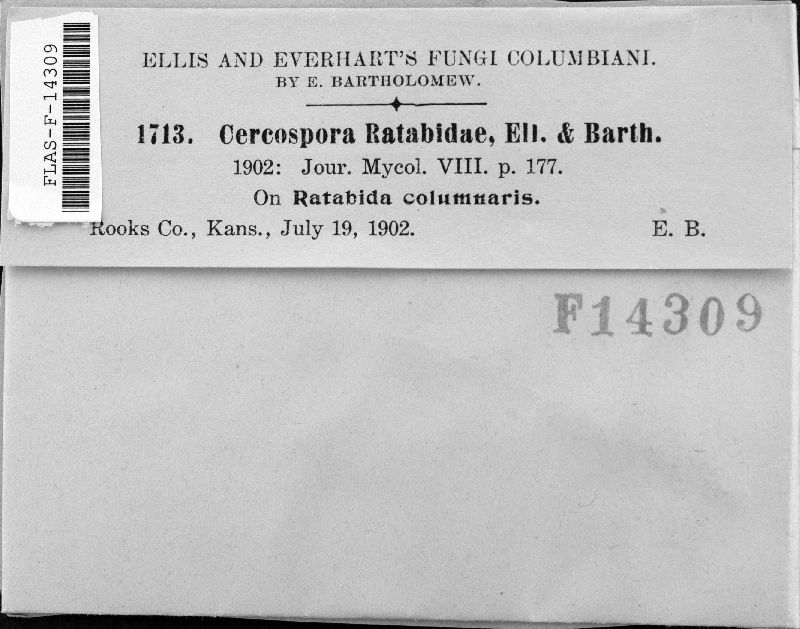 FLAS-F-14309
ELLIS AND EVERHART'S FUNGI COLUMBIANI.
BY E. BARTHOLOMEW.
1713. Cercospora Ratabidae, Ell. & Barth.
1902: Jour. Mycol. VIII. p. 177.
On Ratabida columnaris.
Rooks Co., Kans., July 19, 1902. E. B.
F14309